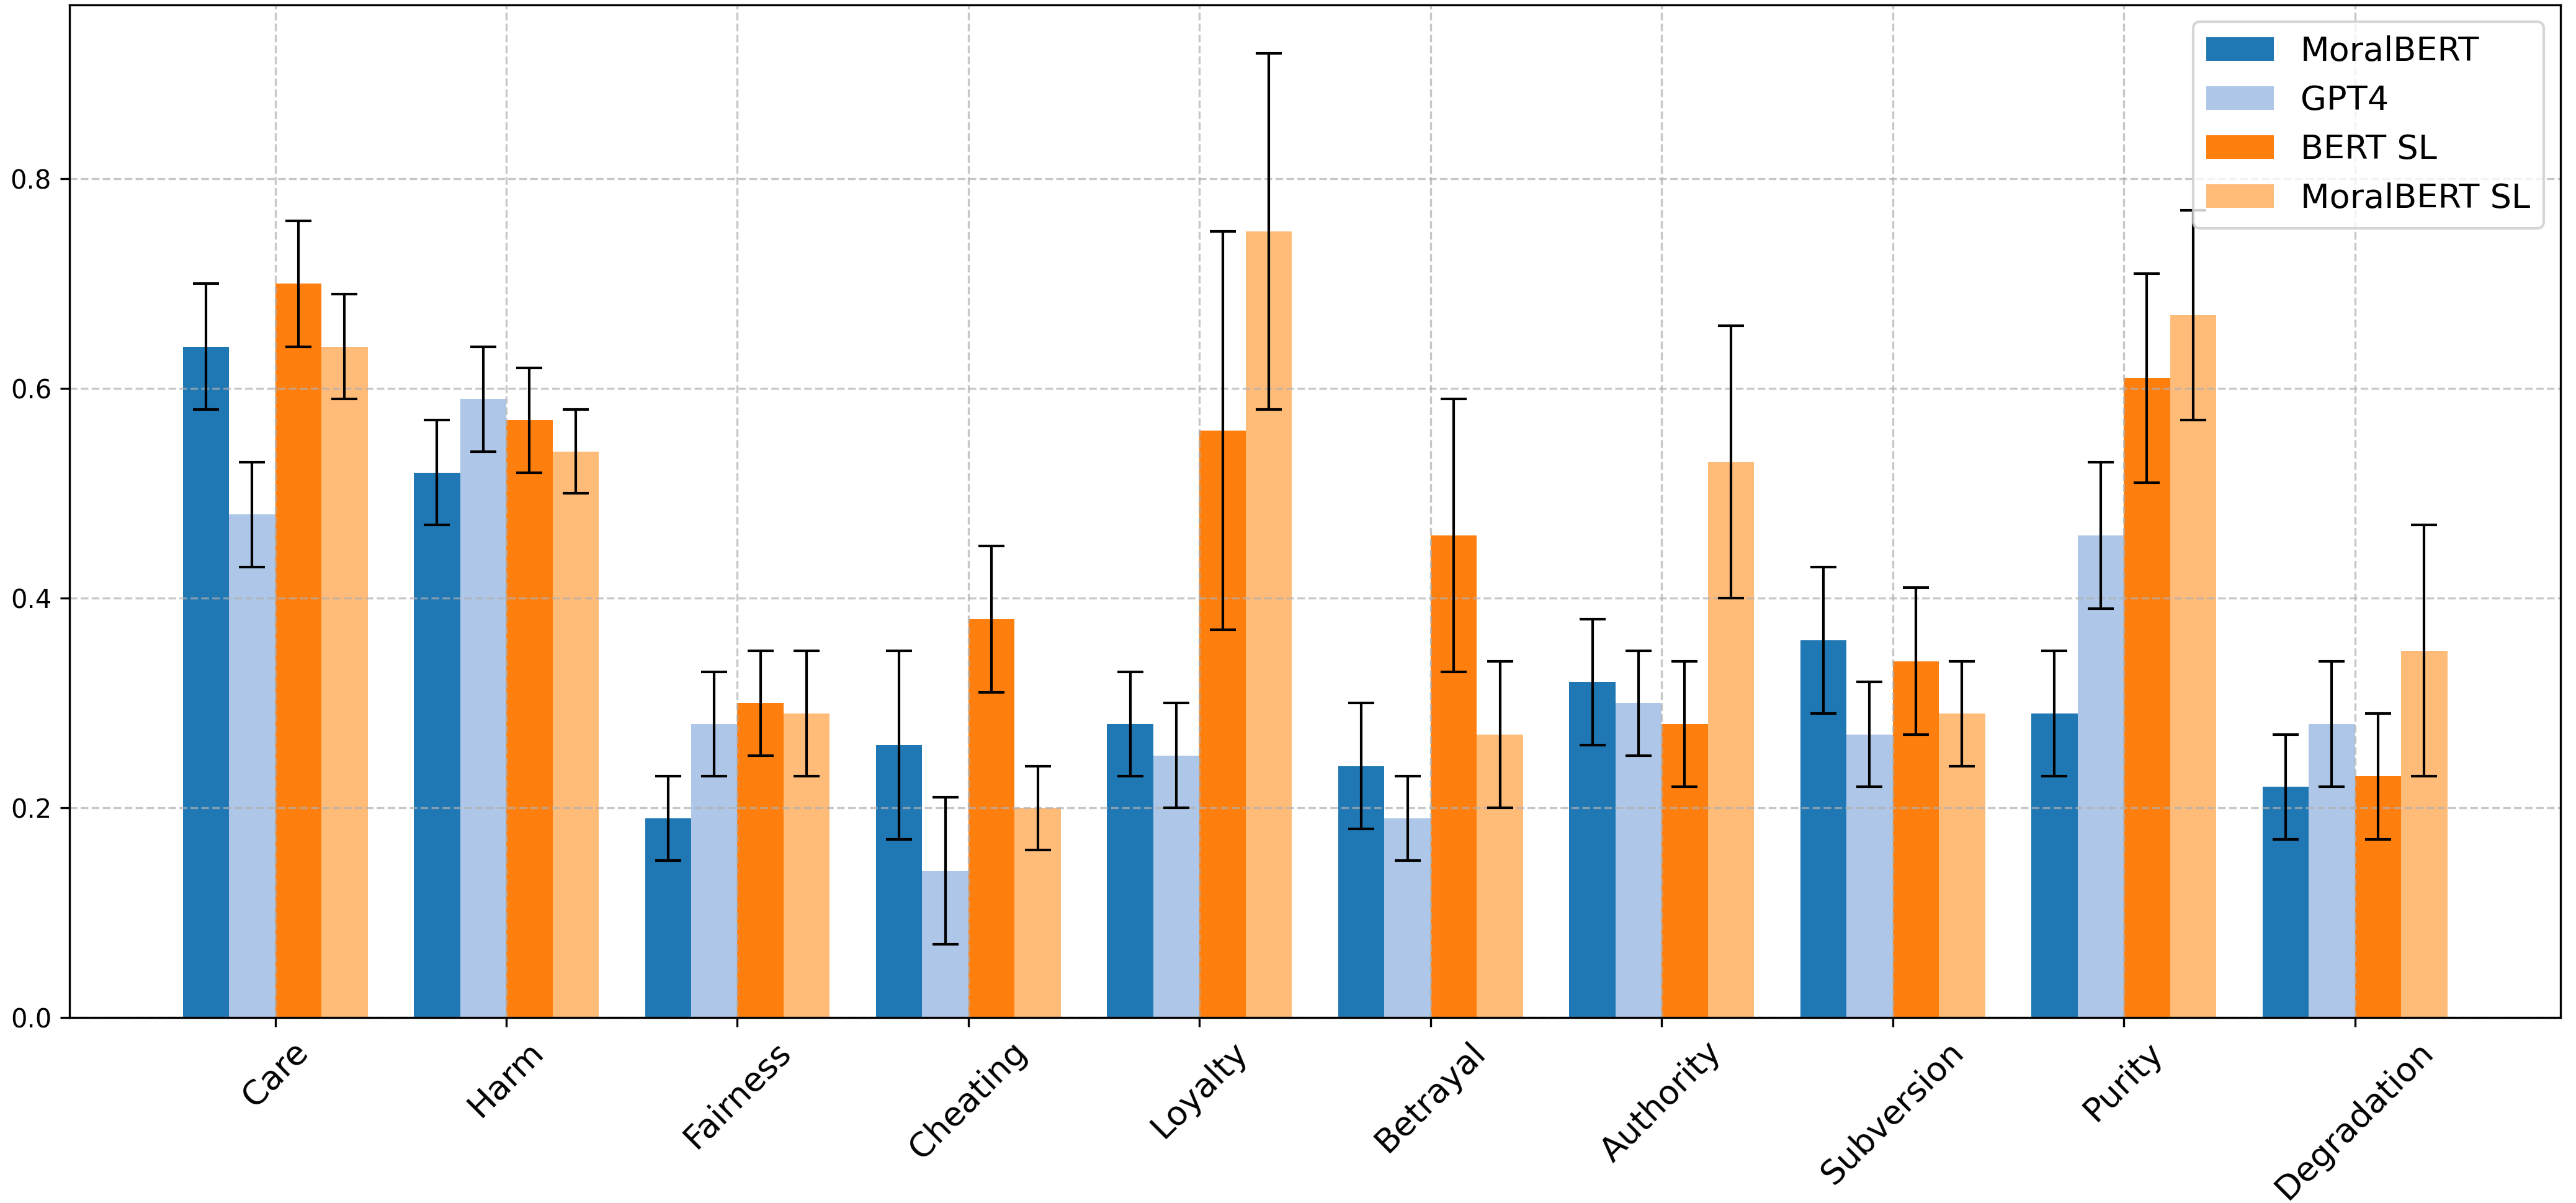 MoralBERT
GPT4
BERT SL
MoralBERT SL
0.8
0.6
0.4
0.2
0.0
Care
Harm
Fairness
Cheating
Loyalty
Betrayal
Authority
Subversion
Purity
Degradation